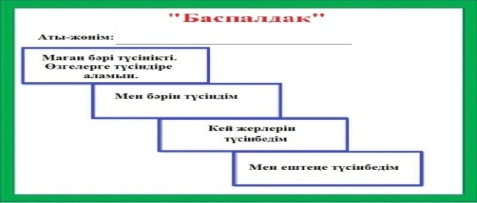 "Баспалдақ"
Аты-жөнім:
Маған бәрі түсінікті.
Өзгелерге түсіндіре
аламын.
Мен бәрін түсіндім
Кей жерлерін
түсінбедім
Мен ештеңе түсінбедім